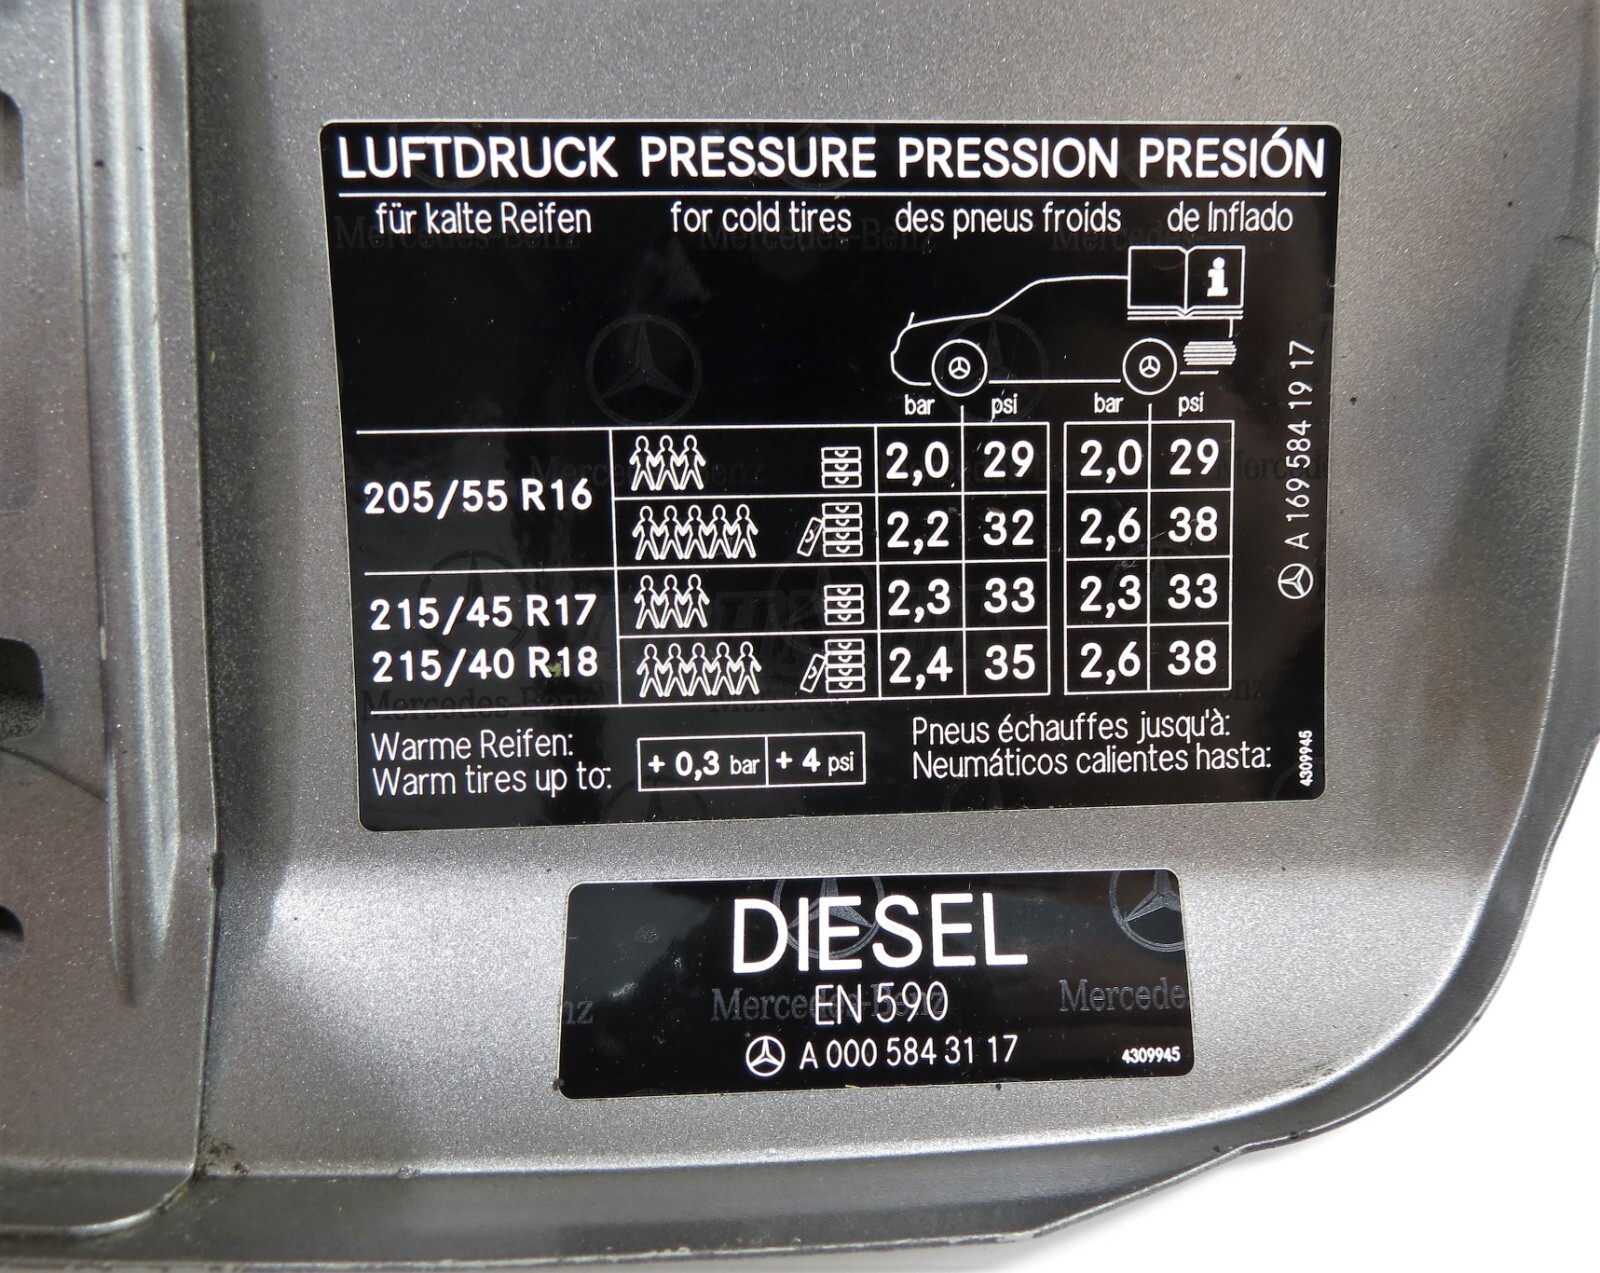 LUFTDRUCK PRESSURE PRESSION PRESIÓN
für kalte Reifen for cold tires des pneus froids de Inflado
i
bar psi bar psi
205/55 R16
2,0 29 2,0 29
2,2 32 2,6 38
215/45 R17
215/40 R18
2,3 33 2,3 33
2,4 35 2,6 38
Warme Reifen:
Warm tires up to:
+ 0,3 bar + 4 psi
Pneus échauffes jusqu'à:
Neumáticos calientes hasta:
A 169 584 19 17
4309945
DIESEL
EN 590
Mercedes-Benz
A 000 584 31 17
4309945